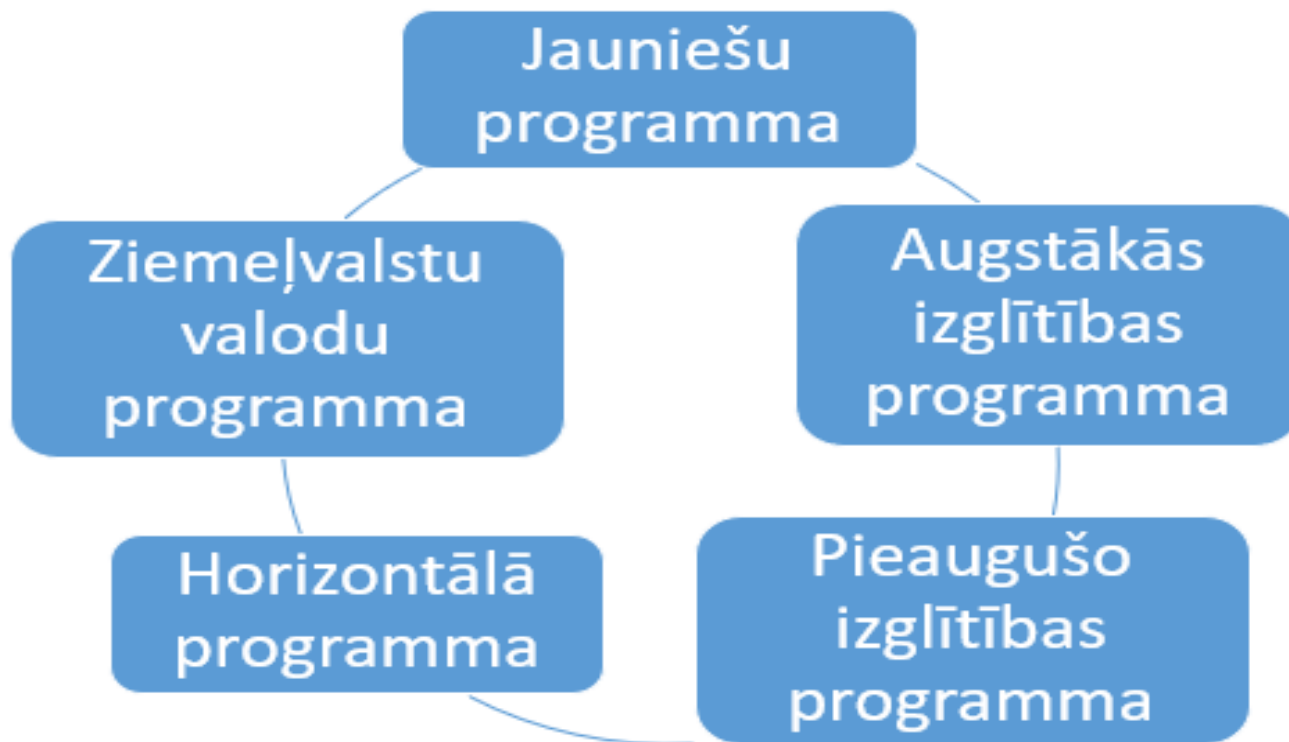 Jauniešu
programma
Augstākās
izglītības
programma
Pieaugušo
izglītības
programma
Horizontālā
programma
Ziemeļvalstu
valodu
programma